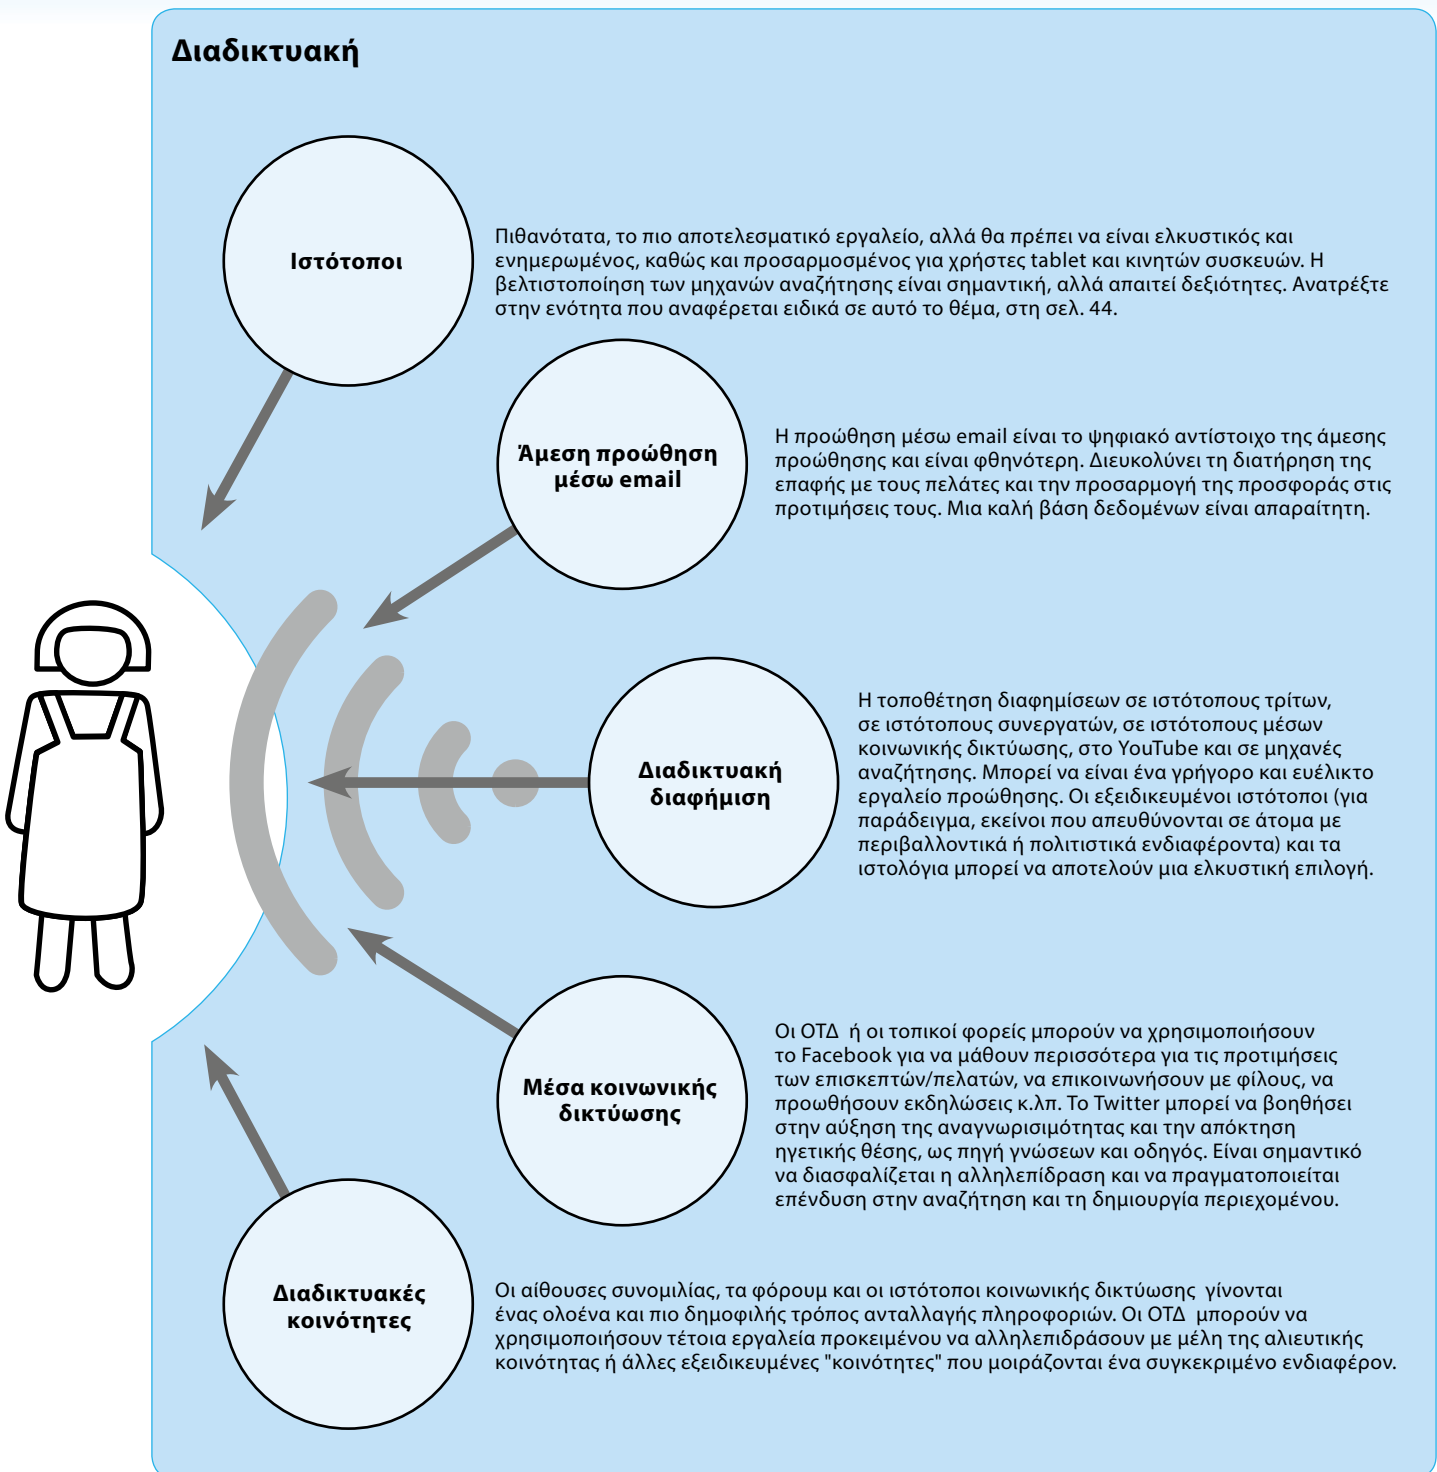 Διαδικτυακή
Ιστότοποι
Πιθανότατα, το πιο αποτελεσματικό εργαλείο, αλλά θα πρέπει να είναι ελκυστικός και
ενημερωμένος, καθώς και προσαρμοσμένος για χρήστες tablet και κινητών συσκευών. Η
βελτιστοποίηση των μηχανών αναζήτησης είναι σημαντική, αλλά απαιτεί δεξιότητες. Ανατρέξτε
στην ενότητα που αναφέρεται ειδικά σε αυτό το θέμα, στη σελ. 44.
Άμεση προώθηση
μέσω email
Η προώθηση μέσω email είναι το ψηφιακό αντίστοιχο της άμεσης
προώθησης και είναι φθηνότερη. Διευκολύνει τη διατήρηση της
επαφής με τους πελάτες και την προσαρμογή της προσφοράς στις
προτιμήσεις τους. Μια καλή βάση δεδομένων είναι απαραίτητη.
Διαδικτυακή
διαφήμιση
Η τοποθέτηση διαφημίσεων σε ιστότοπους τρίτων,
σε ιστότοπους συνεργατών, σε ιστότοπους μέσων
κοινωνικής δικτύωσης, στο YouTube και σε μηχανές
αναζήτησης. Μπορεί να είναι ένα γρήγορο και ευέλικτο
εργαλείο προώθησης. Οι εξειδικευμένοι ιστότοποι (για
παράδειγμα, εκείνοι που απευθύνονται σε άτομα με
περιβαλλοντικά ή πολιτιστικά ενδιαφέροντα) και τα
ιστολόγια μπορεί να αποτελούν μια ελκυστική επιλογή.
Μέσα κοινωνικής
δικτύωσης
Οι ΟΤΔ ή οι τοπικοί φορείς μπορούν να χρησιμοποιήσουν
το Facebook για να μάθουν περισσότερα για τις προτιμήσεις
των επισκεπτών/πελατών, να επικοινωνήσουν με φίλους, να
προωθήσουν εκδηλώσεις κ.λπ. Το Twitter μπορεί να βοηθήσει
στην αύξηση της αναγνωρισιμότητας και την απόκτηση
ηγετικής θέσης, ως πηγή γνώσεων και οδηγός. Είναι σημαντικό
να διασφαλίζεται η αλληλεπίδραση και να πραγματοποιείται
επένδυση στην αναζήτηση και τη δημιουργία περιεχομένου.
Διαδικτυακές
κοινότητες
Οι αίθουσες συνομιλίας, τα φόρουμ και οι ιστότοποι κοινωνικής δικτύωσης γίνονται
ένας ολοένα και πιο δημοφιλής τρόπος ανταλλαγής πληροφοριών. Οι ΟΤΔ μπορούν να
χρησιμοποιήσουν τέτοια εργαλεία προκειμένου να αλληλεπιδράσουν με μέλη της αλιευτικής
κοινότητας ή άλλες εξειδικευμένες "κοινότητες" που μοιράζονται ένα συγκεκριμένο ενδιαφέρον.